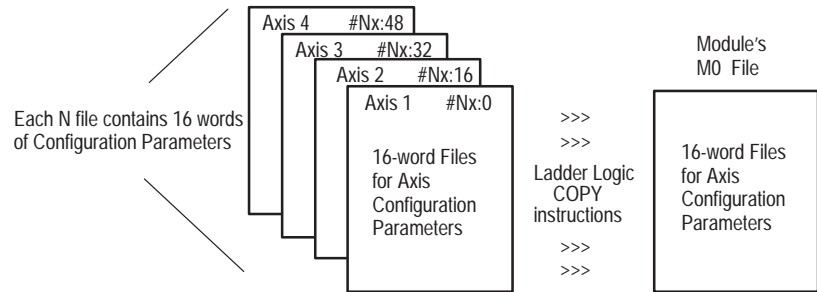 Axis 4 #Nx:48
Axis 3 #Nx:32
Axis 2 #Nx:16
Axis 1 #Nx:0
Each N file contains 16 words
of Configuration Parameters
16-word Files
for Axis
Configuration
Parameters
>>>
>>>
Ladder Logic
COPY
instructions
>>>
>>>
Module's
M0 File
16-word Files
for Axis
Configuration
Parameters